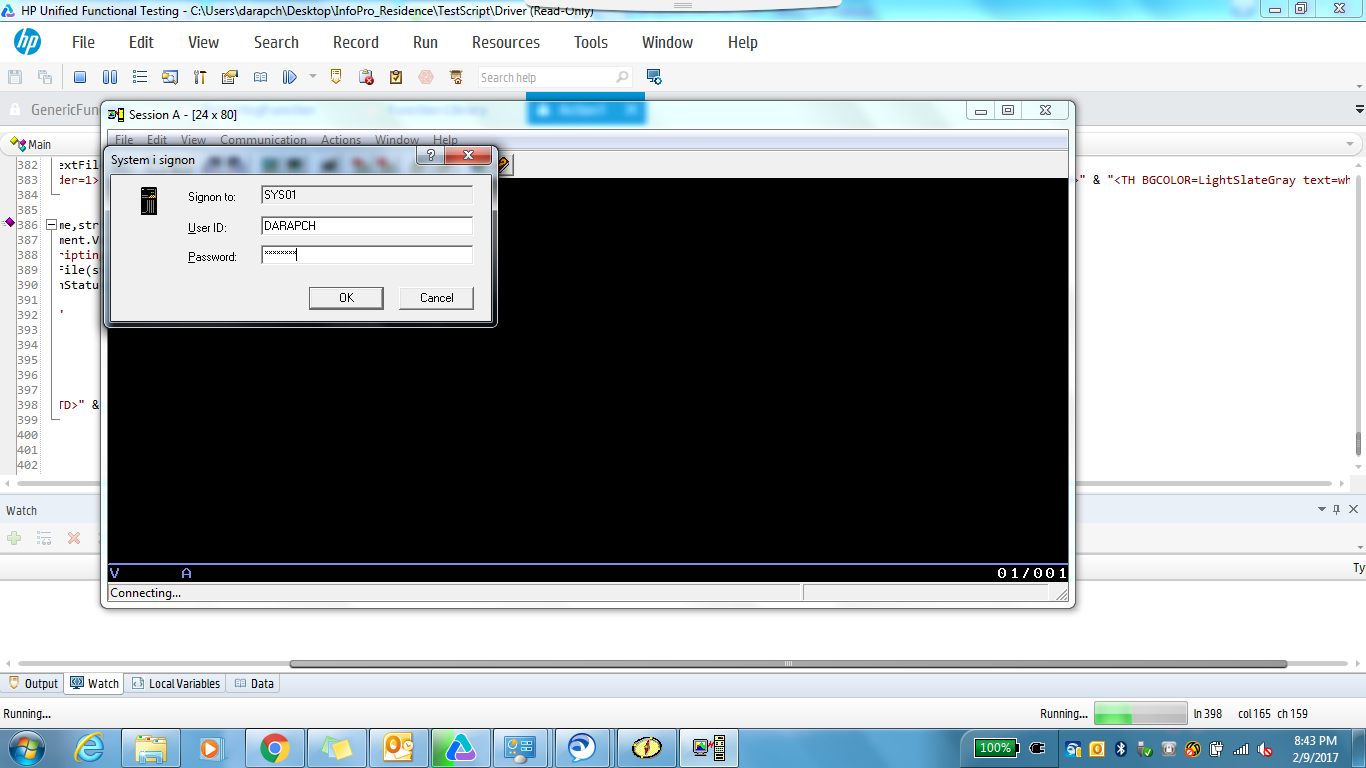 HP Unified Functional Testing - C:\Users\darapch\Desktop\InfoPro_Residence\TestScript\Driver (Read-Only)
hp File Edit View Search Record Run Resources Tools Window Help
Search help
GenericFun
Session A - [24 x 80]
File Edit View Communication Actions Window Help
Main
System i signon
Signon to: SYS01
User ID: DARAPCH
Password: ********
OK Cancel
382 extFil
383 der=1> >" & "<TH BGCOLOR=LightSlateGray text=wh
384
385
386 me,str
387 ment.V
388 riptin
389 File(s
390 nStatu
391
392 "
393
394
395
396
397
398 TD>" &
399
400
401
402
V A 01/001
Connecting...
Watch
Ty
Output Watch Local Variables Data
Running... Running... ln 398 col 165 ch 159
100% 8:43 PM
2/9/2017